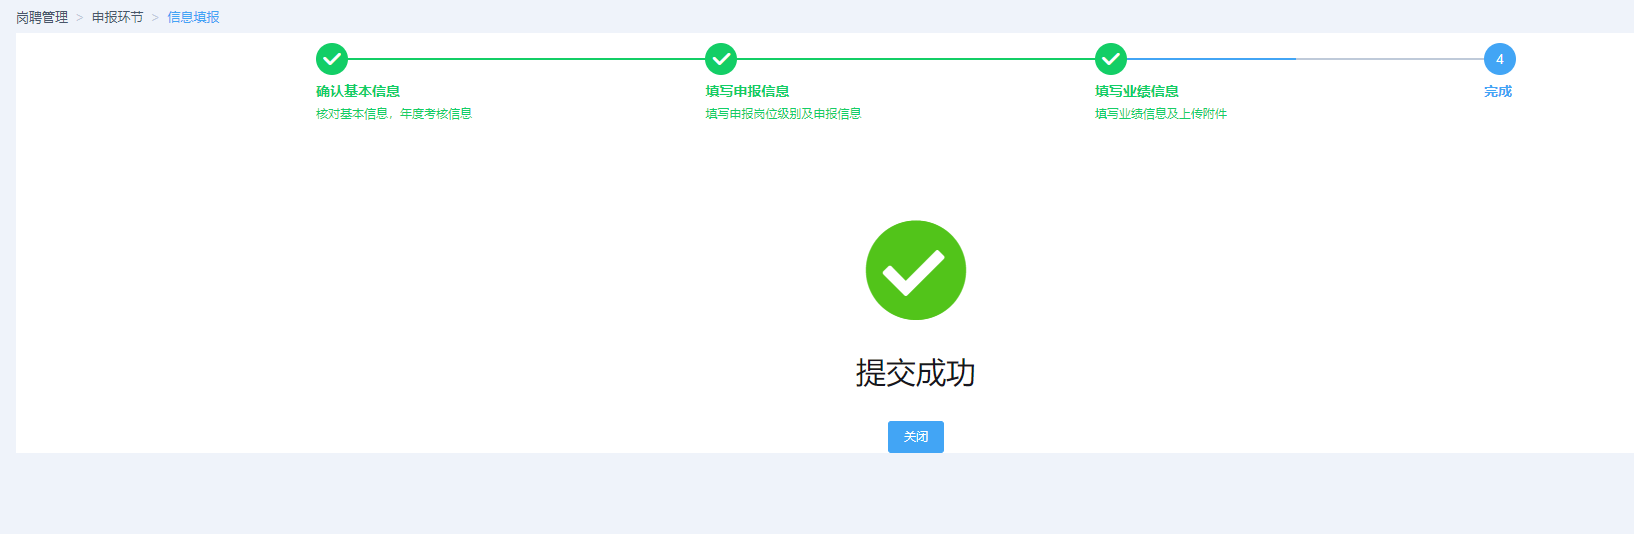 岗聘管理 > 申报环节 > 信息填报
4
确认基本信息 填写申报信息 填写业绩信息 完成
核对基本信息，年度考核信息 填写申报岗位级别及申报信息 填写业绩信息及上传附件
提交成功
关闭